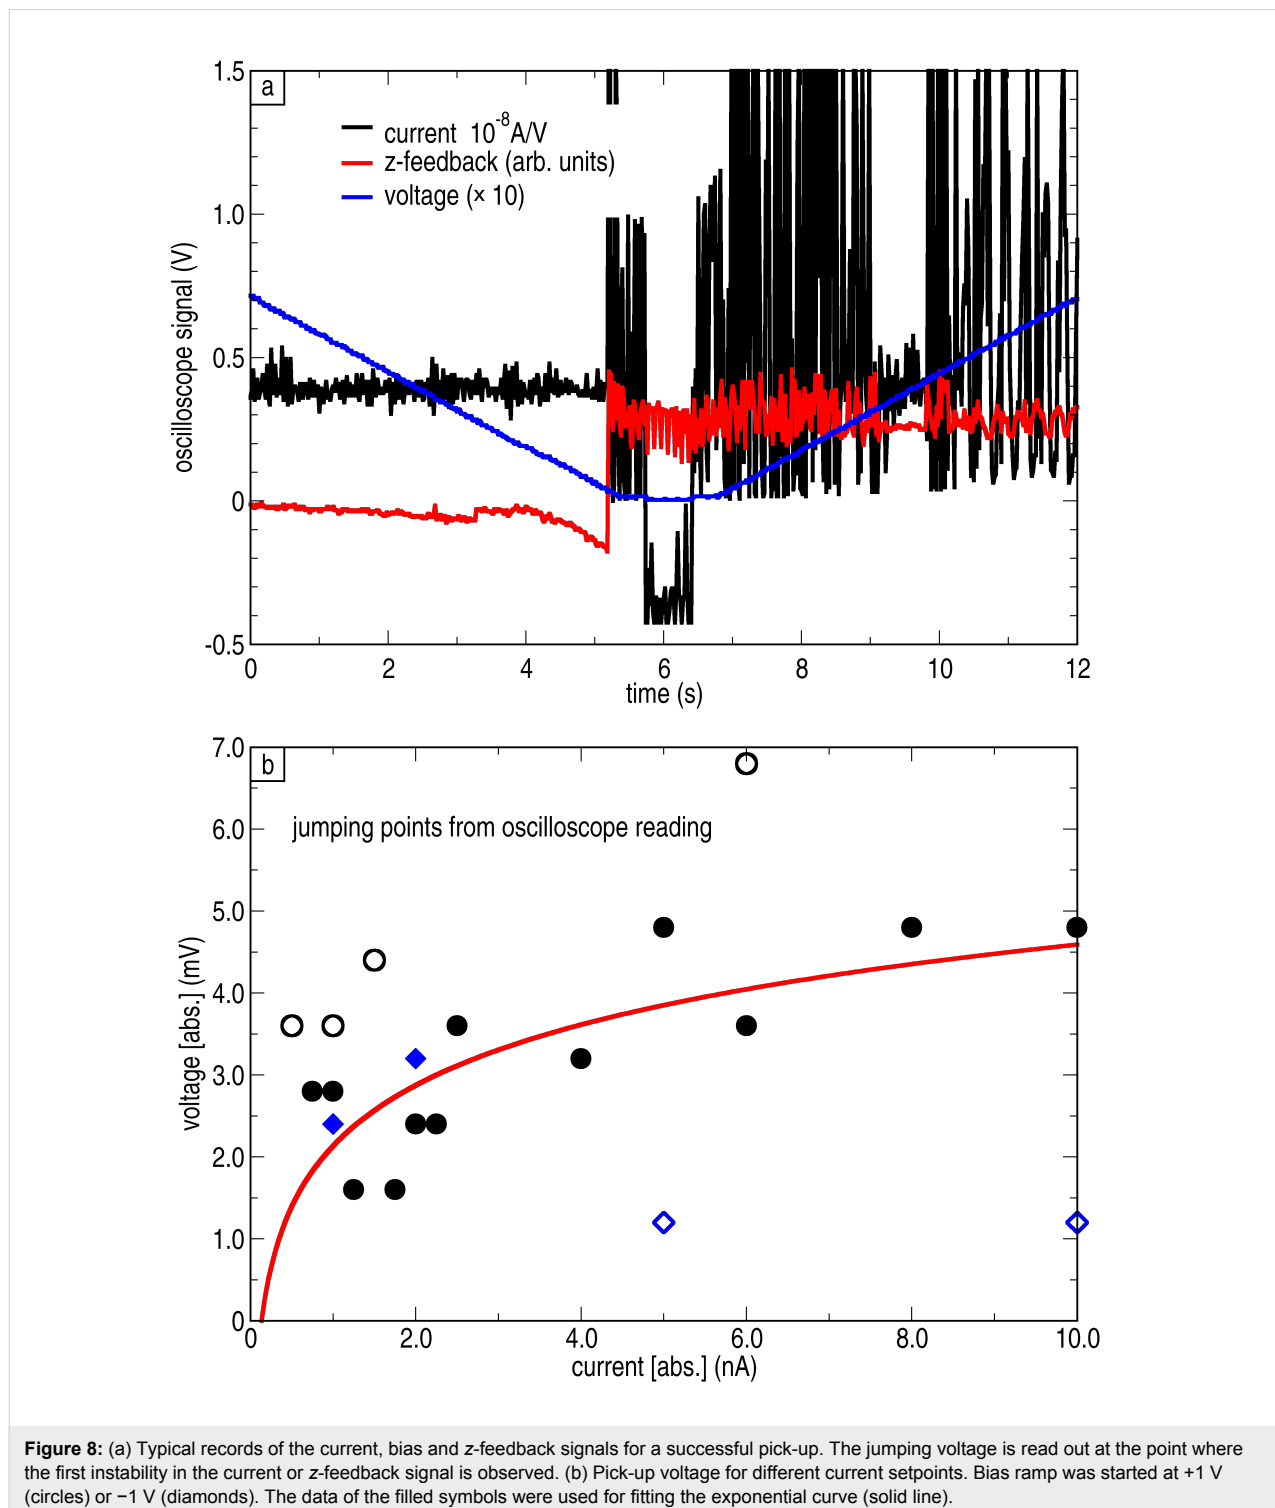 1.5
a
current 10-8A/V
z-feedback (arb. units)
voltage (× 10)
1.0
0.5
0
-0.5
oscilloscope signal (V)
0 2 4 6 8 10 12
time (s)
7.0
b
jumping points from oscilloscope reading
6.0
5.0
4.0
3.0
2.0
1.0
0
voltage [abs.] (mV)
0 2.0 4.0 6.0 8.0 10.0
current [abs.] (nA)
Figure 8: (a) Typical records of the current, bias and z-feedback signals for a successful pick-up. The jumping voltage is read out at the point where
the first instability in the current or z-feedback signal is observed. (b) Pick-up voltage for different current setpoints. Bias ramp was started at +1 V
(circles) or −1 V (diamonds). The data of the filled symbols were used for fitting the exponential curve (solid line).